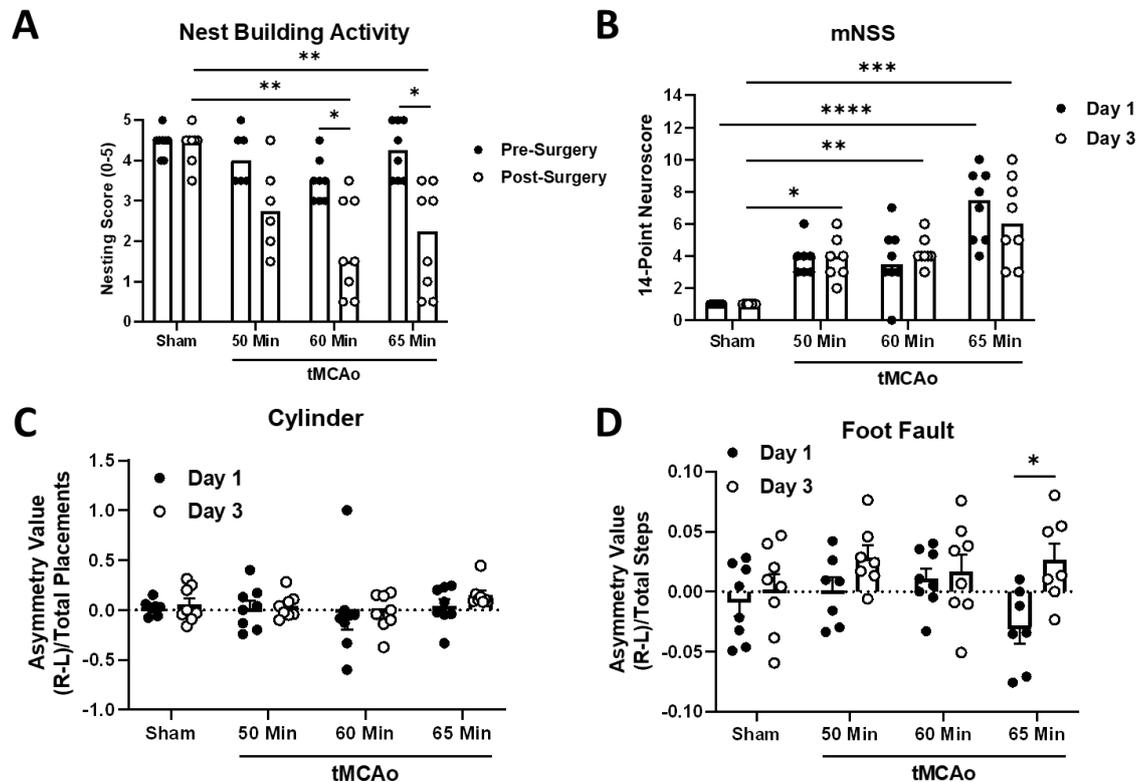 A
Nest Building Activity
**
**
*
*
Nesting Score (0-5)
5
4
3
2
1
0
Pre-Surgery
Post-Surgery
Sham
50 Min
60 Min
65 Min
tMCAo
B
mNSS
***
****
**
*
14-Point Neuroscore
14
12
10
8
6
4
2
0
Day 1
Day 3
Sham
50 Min
60 Min
65 Min
tMCAo
C
Cylinder
Asymmetry Value
(R-L)/Total Placements
1.5
1.0
0.5
0.0
-0.5
-1.0
Day 1
Day 3
Sham
50 Min
60 Min
65 Min
tMCAo
D
Foot Fault
Day 1
Day 3
*
Asymmetry Value
(R-L)/Total Steps
0.10
0.05
0.00
-0.05
-0.10
Sham
50 Min
60 Min
65 Min
tMCAo